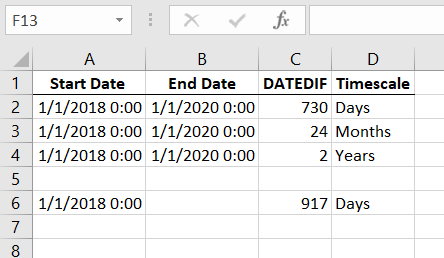 F13 fx
A B C D
1 Start Date End Date DATEDIF Timescale
2 1/1/2018 0:00 1/1/2020 0:00 730 Days
3 1/1/2018 0:00 1/1/2020 0:00 24 Months
4 1/1/2018 0:00 1/1/2020 0:00 2 Years
5
6 1/1/2018 0:00 917 Days
7
8